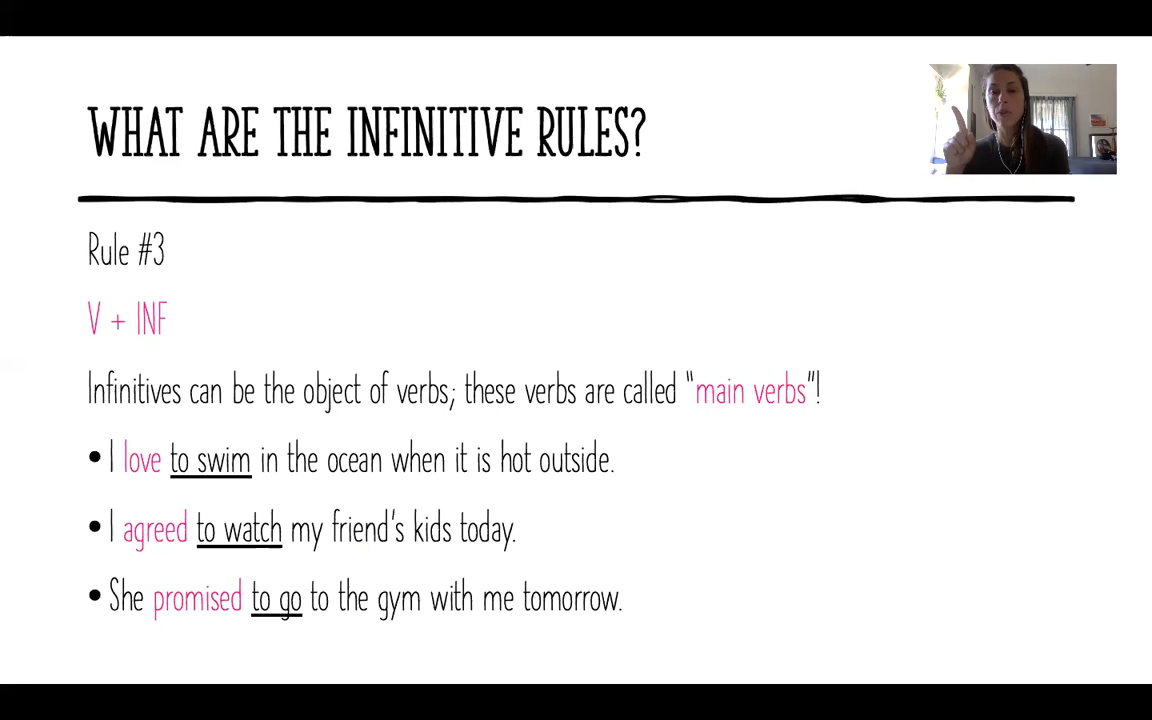 WHAT ARE THE INFINITIVE RULES?
Rule #3
V + INF
Infinitives can be the object of verbs; these verbs are called “main verbs”!
• I love to swim in the ocean when it is hot outside.
• I agreed to watch my friend's kids today.
• She promised to go to the gym with me tomorrow.